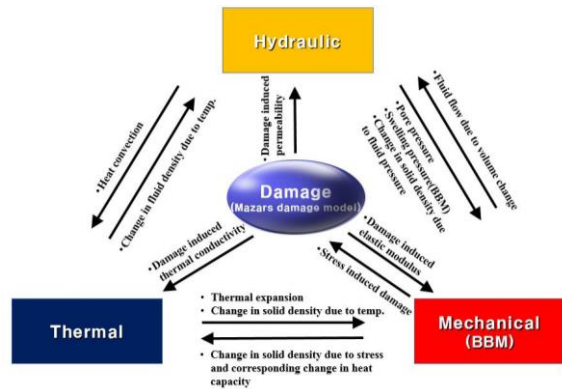 Hydraulic
•Heat convection
•Change in fluid density due to temp.
•Damage induced
permeability
•Pore pressure
•Swelling pressure(BBM)
•Change in solid density due
to fluid pressure
•Fluid flow due to volume change
Damage
(Mazars damage model)
•Damage induced
thermal conductivity
•Damage induced
elastic modulus
•Stress induced damage
Thermal
• Thermal expansion
• Change in solid density due to temp.
• Change in solid density due to stress
and corresponding change in heat
capacity
Mechanical
(BBM)